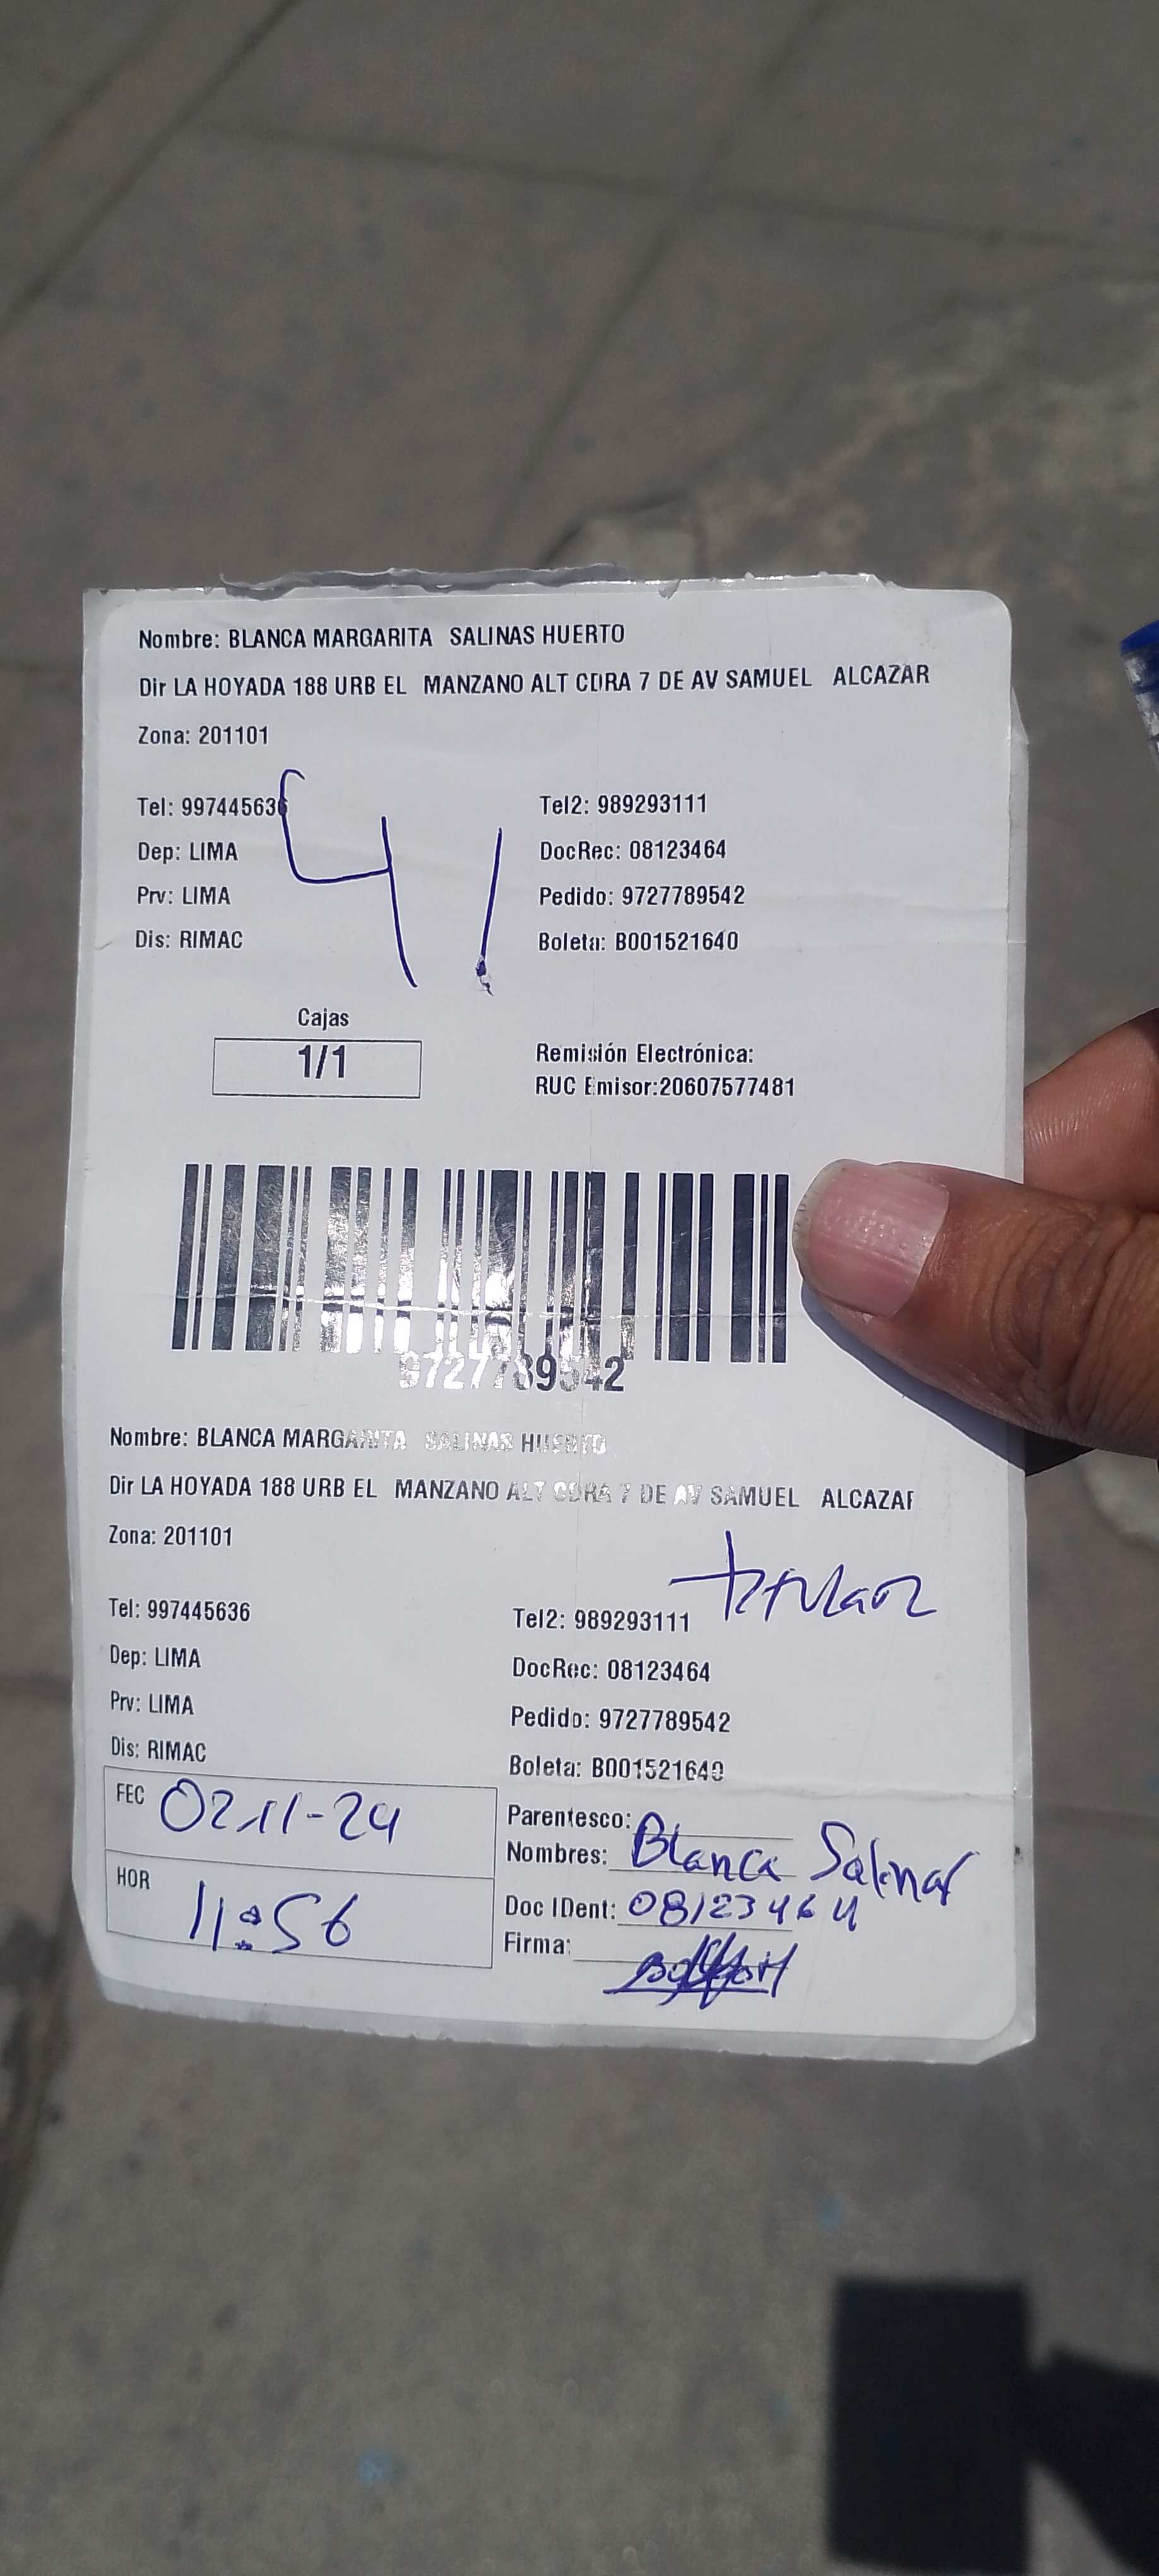 Nombre: BLANCA MARGARITA SALINAS HUERTO
Dir LA HOYADA 188 URB EL MANZANO ALT CDRA 7 DE AV SAMUEL ALCAZAR
Zona: 201101
Tel: 997445636 Tel2: 989293111
Dep: LIMA DocRec: 08123464
Prv: LIMA Pedido: 9727789542
Dis: RIMAC Boleta: B001521640
41
Cajas
1/1
Remisión Electrónica:
RUC Emisor:20607577481
9727789542
Nombre: BLANCA MARGARITA SALINAS HUERTO
Dir LA HOYADA 188 URB EL MANZANO ALT CDRA 7 DE AV SAMUEL ALCAZAR
Zona: 201101
titular
Tel: 997445636 Tel2: 989293111
Dep: LIMA DocRec: 08123464
Prv: LIMA Pedido: 9727789542
Dis: RIMAC Boleta: B001521640
FEC 02-11-24 Parentesco:
Nombres: Blanca Salinas
HOR 11:56 Doc IDent: 08123464
Firma: